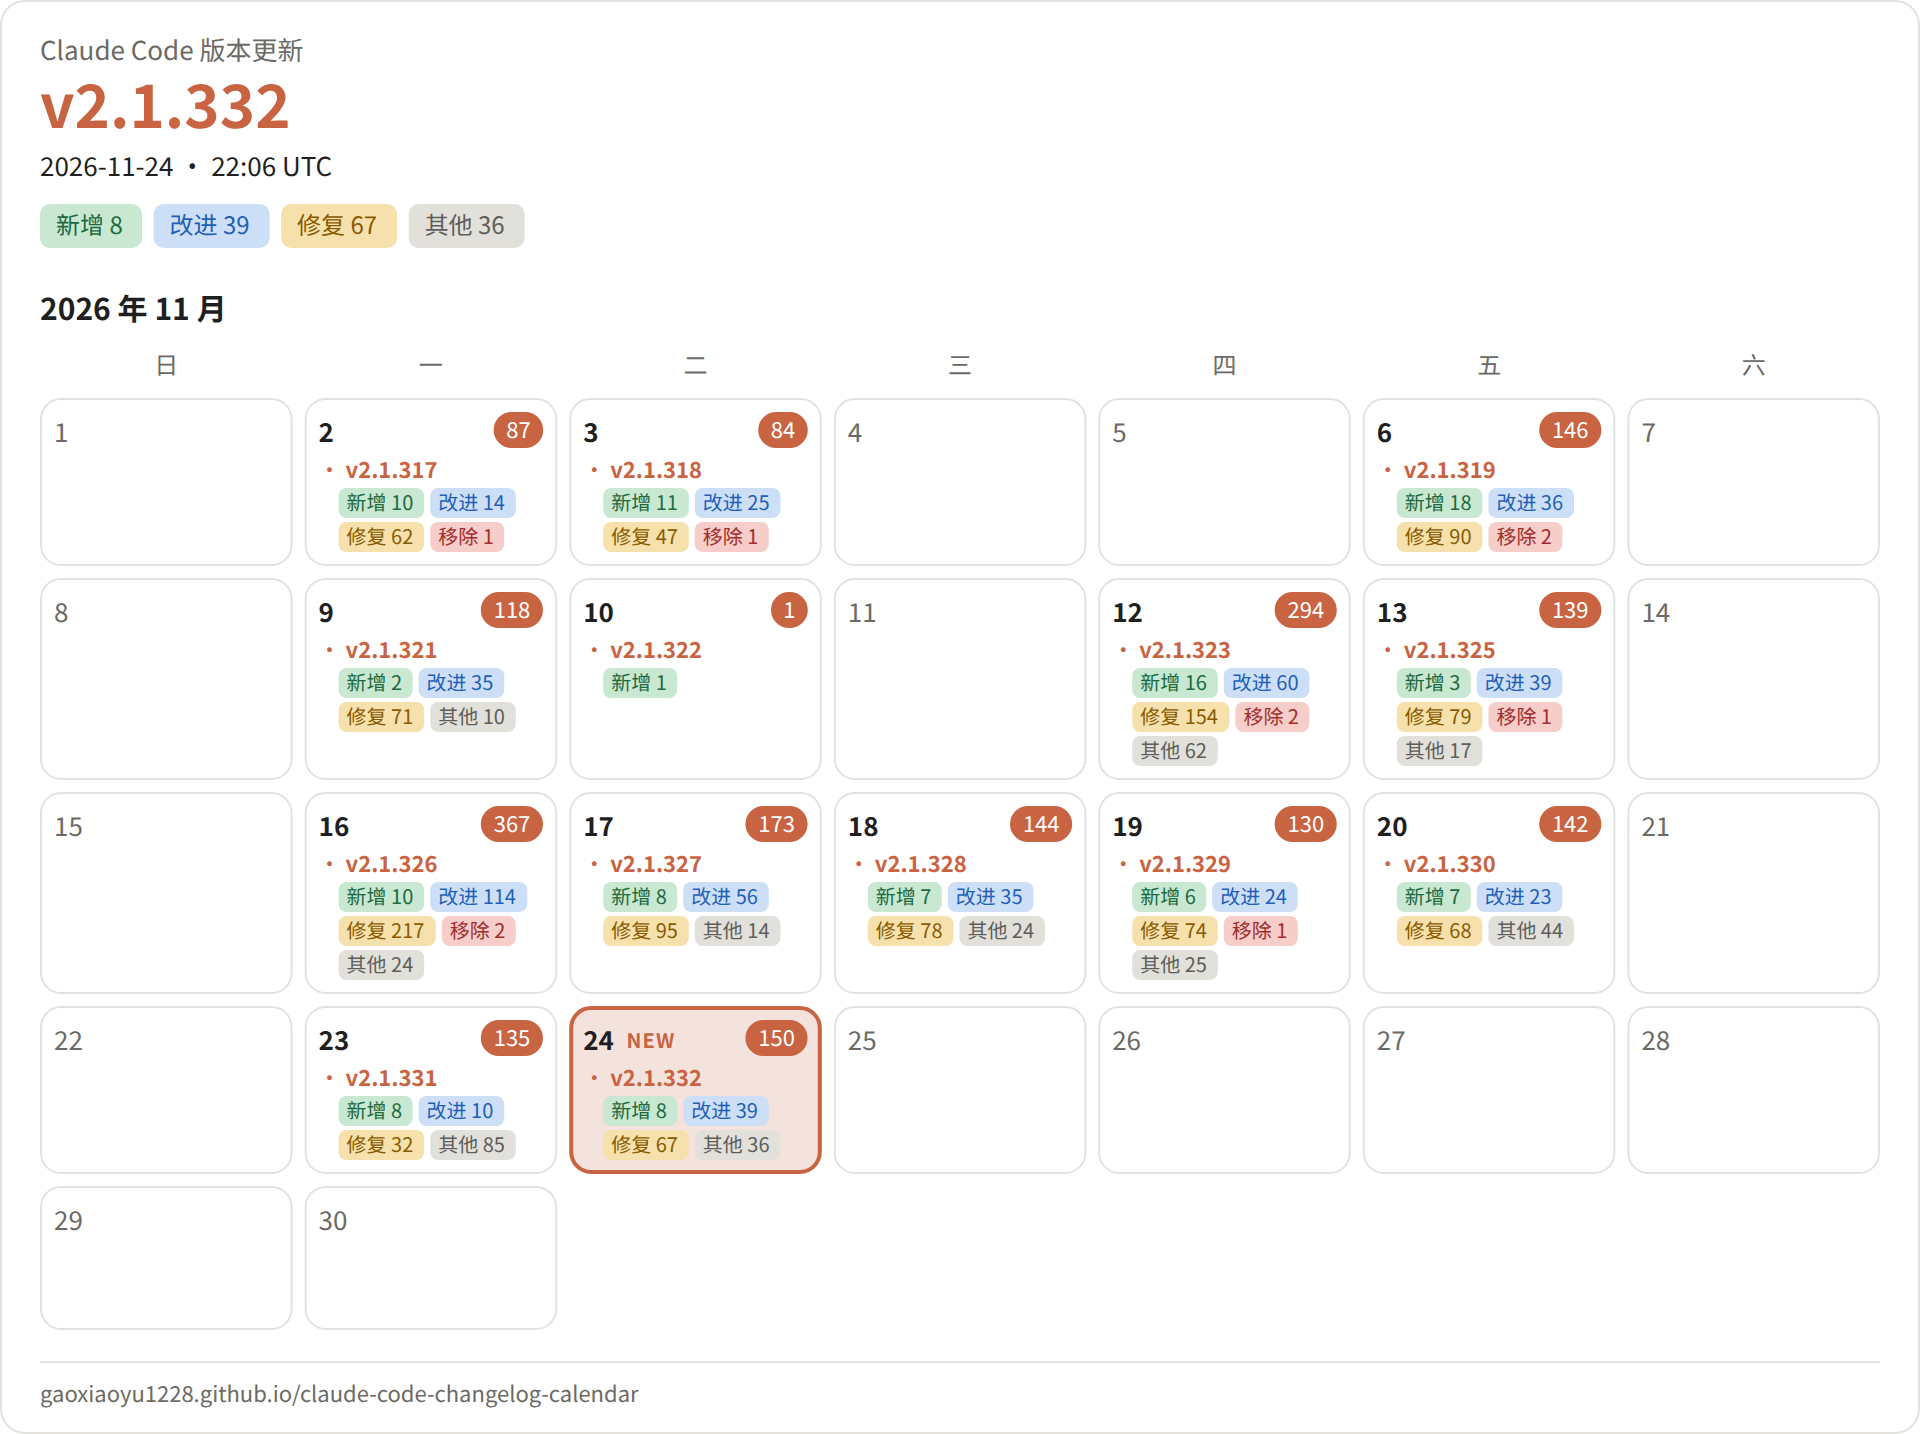 Claude Code 版本更新
v2.1.332
2026-11-24 • 22:06 UTC
新增 8 改进 39 修复 67 其他 36
2026 年 11 月
日 一 二 三 四 五 六
1
2 87
• v2.1.317
新增 10 改进 14
修复 62 移除 1
3 84
• v2.1.318
新增 11 改进 25
修复 47 移除 1
4
5
6 146
• v2.1.319
新增 18 改进 36
修复 90 移除 2
7
8
9 118
• v2.1.321
新增 2 改进 35
修复 71 其他 10
10 1
• v2.1.322
新增 1
11
12 294
• v2.1.323
新增 16 改进 60
修复 154 移除 2
其他 62
13 139
• v2.1.325
新增 3 改进 39
修复 79 移除 1
其他 17
14
15
16 367
• v2.1.326
新增 10 改进 114
修复 217 移除 2
其他 24
17 173
• v2.1.327
新增 8 改进 56
修复 95 其他 14
18 144
• v2.1.328
新增 7 改进 35
修复 78 其他 24
19 130
• v2.1.329
新增 6 改进 24
修复 74 移除 1
其他 25
20 142
• v2.1.330
新增 7 改进 23
修复 68 其他 44
21
22
23 135
• v2.1.331
新增 8 改进 10
修复 32 其他 85
24 NEW 150
• v2.1.332
新增 8 改进 39
修复 67 其他 36
25
26
27
28
29
30
gaoxiaoyu1228.github.io/claude-code-changelog-calendar